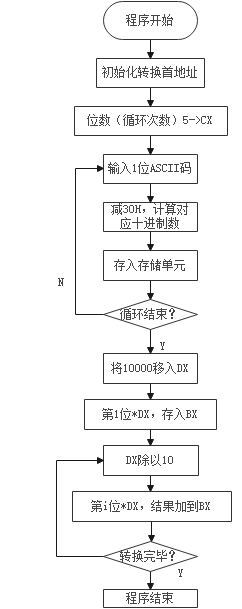 程序开始
初始化转换首地址
位数（循环次数）5->CX
输入1位ASCII码
减30H，计算对
应十进制数
存入存储单元
循环结束？
N
Y
将10000移入DX
第1位*DX，存入BX
DX除以10
第i位*DX，结果加到BX
转换完毕？
Y
程序结束